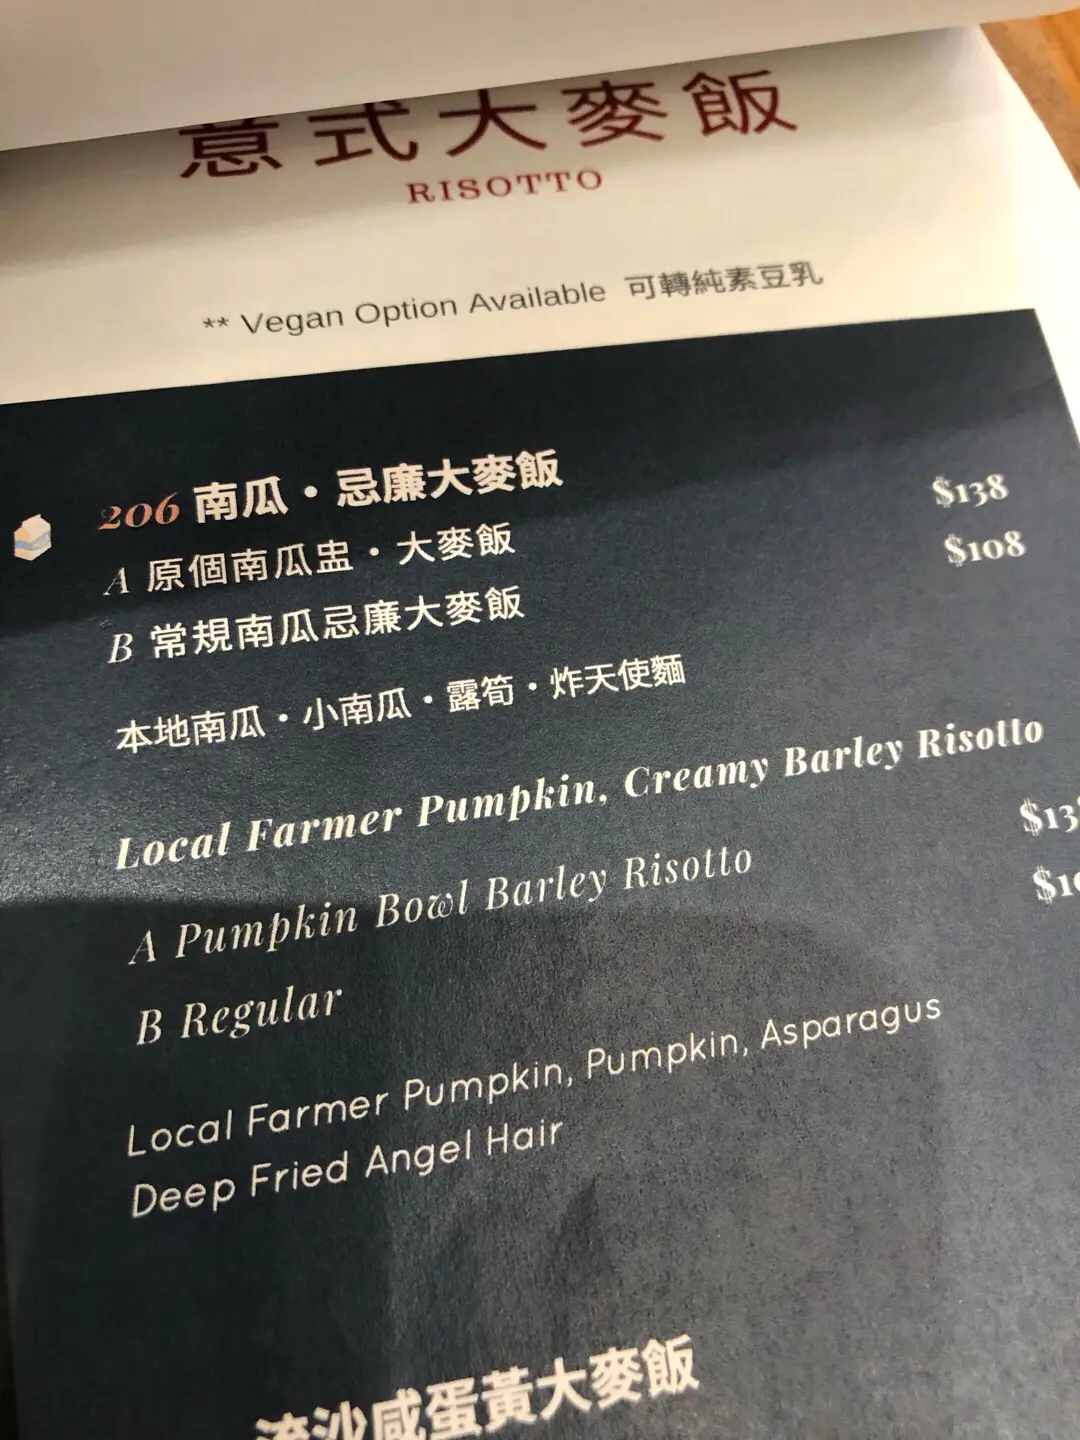 意式大麥飯
RISOTTO
** Vegan Option Available 可轉純素豆乳
206 南瓜・忌廉大麥飯
A 原個南瓜盅・大麥飯 $138
B 常規南瓜忌廉大麥飯 $108
本地南瓜・小南瓜・露筍・炸天使麵
Local Farmer Pumpkin, Creamy Barley Risotto
A Pumpkin Bowl Barley Risotto
B Regular
Local Farmer Pumpkin, Pumpkin, Asparagus
Deep Fried Angel Hair
流沙咸蛋黃大麥飯